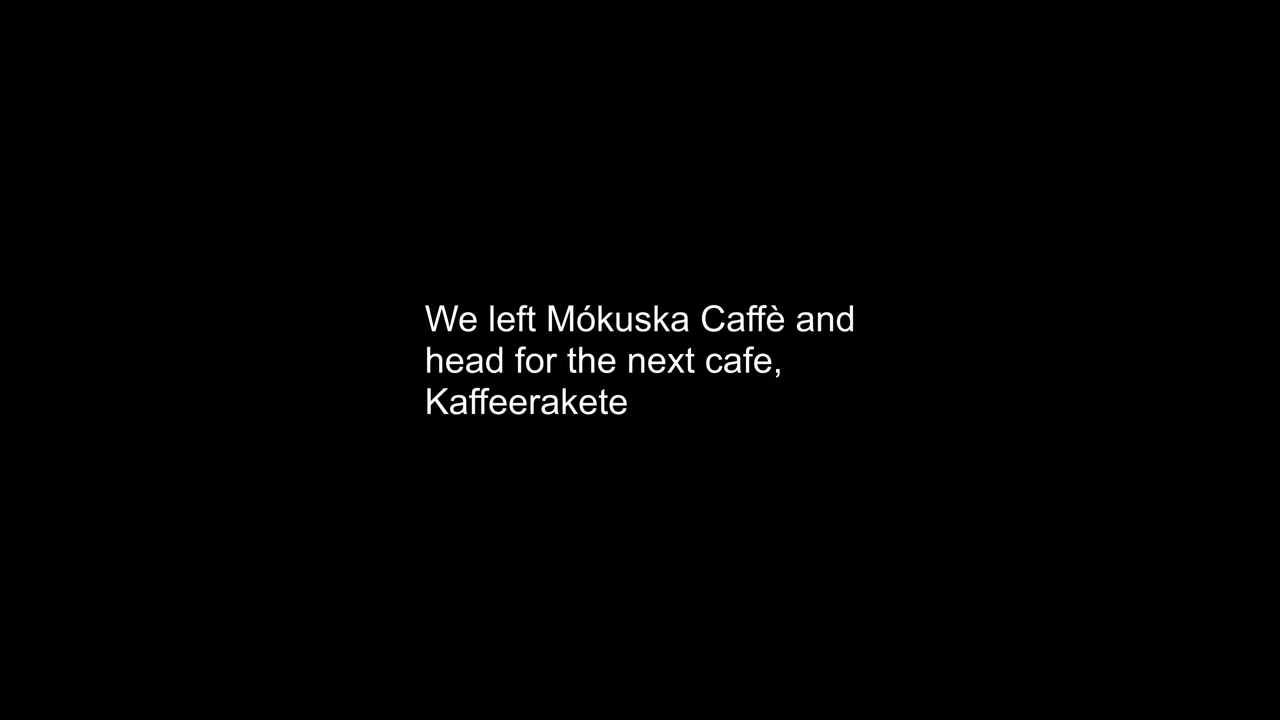 We left Mókuska Caffè and
head for the next cafe,
Kaffeerakete